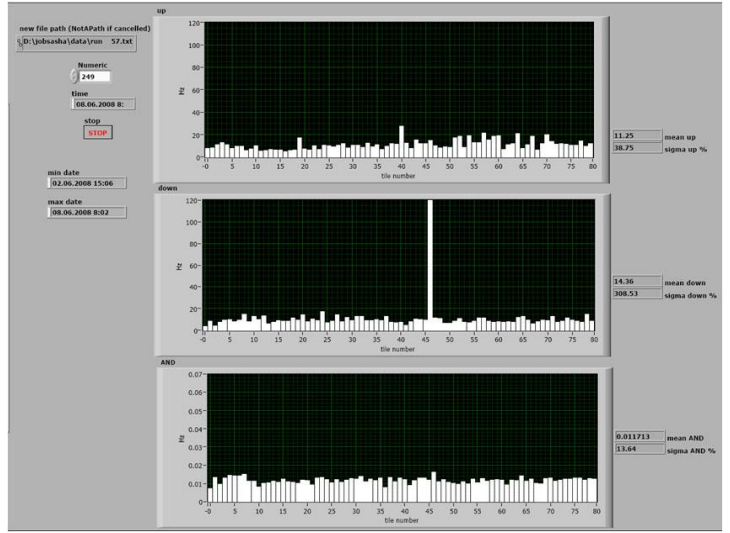 new file path (NotAPath if cancelled)
D:\jobsasha\data\run 57.txt
Numeric
249
time
08.06.2008 8:
stop
STOP
min date
02.06.2008 15:06
max date
08.06.2008 8:02
up
120
100
80
60
40
20
0
Hz
-0 5 10 15 20 25 30 35 40 45 50 55 60 65 70 75 80
tile number
11.25 mean up
38.75 sigma up %
down
120
100
80
60
40
20
0
Hz
-0 5 10 15 20 25 30 35 40 45 50 55 60 65 70 75 80
tile number
14.36 mean down
308.53 sigma down %
AND
0.07
0.06
0.05
0.04
0.03
0.02
0.01
0
Hz
-0 5 10 15 20 25 30 35 40 45 50 55 60 65 70 75 80
tile number
0.011713 mean AND
13.64 sigma AND %